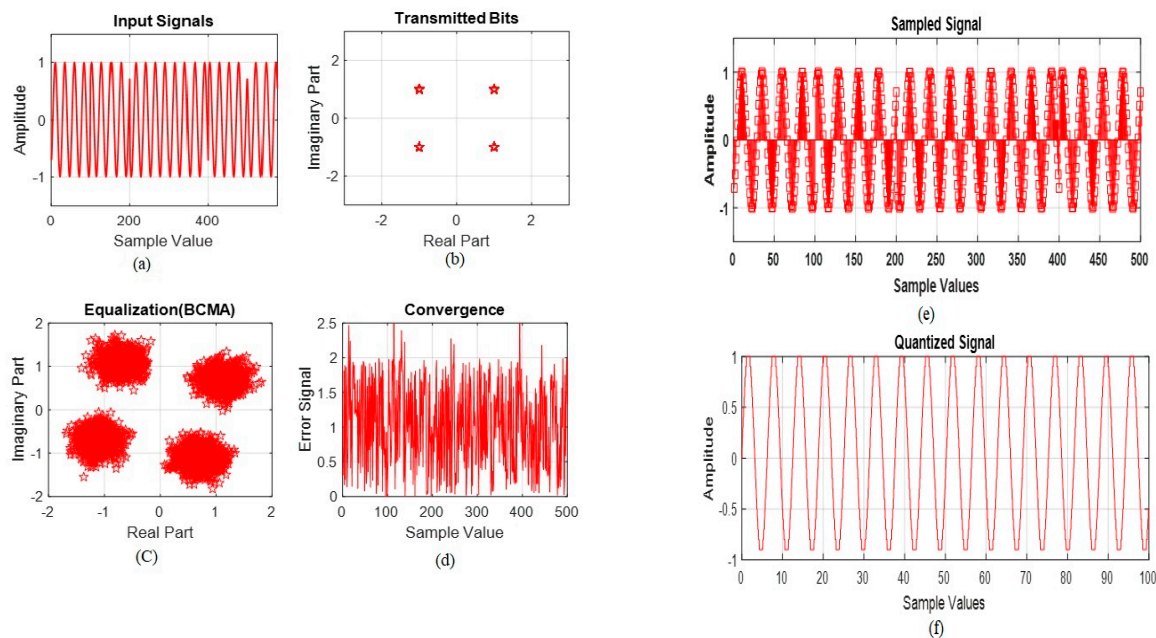 Input Signals
1
0
-1
Amplitude
0 200 400
Sample Value
(a)
Transmitted Bits
2
0
-2
Imaginary Part
-2 0 2
Real Part
(b)
Equalization(BCMA)
2
1
0
-1
-2
Imaginary Part
-2 -1 0 1 2
Real Part
(C)
Convergence
2.5
2
1.5
1
0.5
0
Error Signal
0 100 200 300 400 500
Sample Value
(d)
Sampled Signal
1
0
-1
Amplitude
0 50 100 150 200 250 300 350 400 450 500
Sample Values
(e)
Quantized Signal
1
0.5
0
-0.5
-1
Amplitude
0 10 20 30 40 50 60 70 80 90 100
Sample Values
(f)